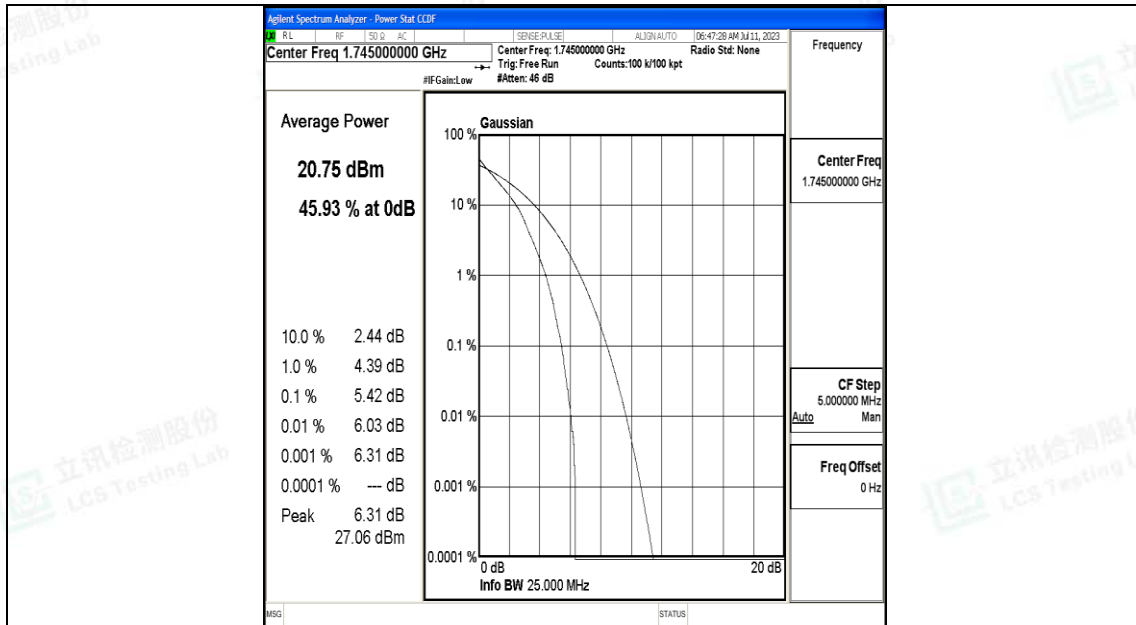 Agilent Spectrum Analyzer - Power Stat CCDF
LXI RL RF 50 Ω AC SENSE:PULSE ALIGN AUTO 06:47:28 AM Jul 11, 2023
Center Freq 1.745000000 GHz
Center Freq: 1.745000000 GHz Radio Std: None
Trig: Free Run Counts:100 k/100 kpt
#IFGain:Low #Atten: 46 dB
Frequency
Average Power
20.75 dBm
45.93 % at 0dB
10.0 % 2.44 dB
1.0 % 4.39 dB
0.1 % 5.42 dB
0.01 % 6.03 dB
0.001 % 6.31 dB
0.0001 % --- dB
Peak 6.31 dB
27.06 dBm
Gaussian
100 %
10 %
1 %
0.1 %
0.01 %
0.001 %
0.0001 %
0 dB 20 dB
Info BW 25.000 MHz
Center Freq
1.745000000 GHz
CF Step
5.000000 MHz
Auto Man
Freq Offset
0 Hz
MSG STATUS
立讯检测股份
LCS Testing Lab
立讯检测股份